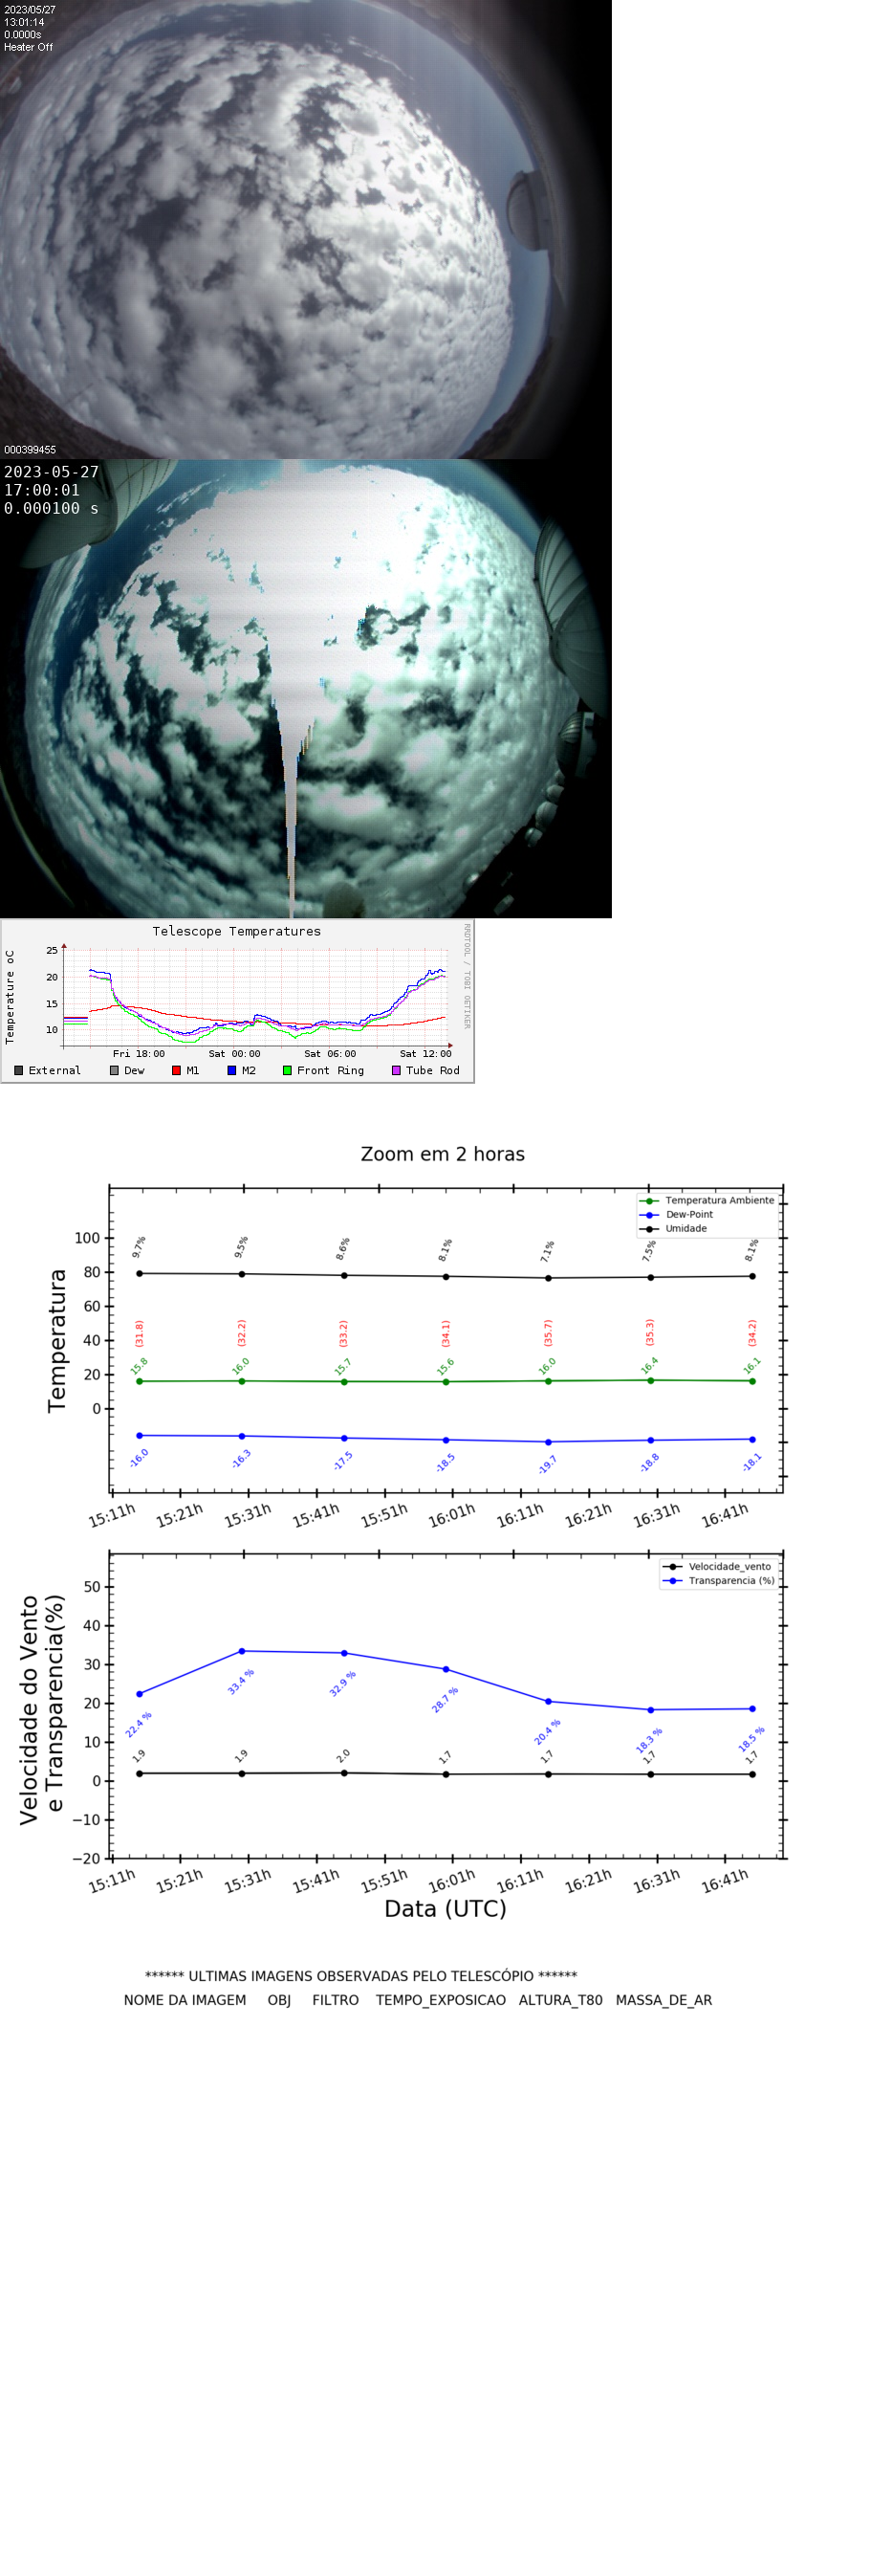 2023/05/27
13:01:14
0.0000s
Heater Off
000399455
2023-05-27
17:00:01
0.000100 s
Telescope Temperatures
RRDTOOL / TOBI OETIKER
Temperature oC
25
20
15
10
Fri 18:00 Sat 00:00 Sat 06:00 Sat 12:00
External Dew M1 M2 Front Ring Tube Rod
Zoom em 2 horas
Temperatura Ambiente
Dew-Point
Umidade
Temperatura
100
80
60
40
20
0
9.7% 9.5% 8.6% 8.1% 7.1% 7.5% 8.1%
(31.8) (32.2) (33.2) (34.1) (35.7) (35.3) (34.2)
15.8 16.0 15.7 15.6 16.0 16.4 16.1
-16.0 -16.3 -17.5 -18.5 -19.7 -18.8 -18.1
15:11h 15:21h 15:31h 15:41h 15:51h 16:01h 16:11h 16:21h 16:31h 16:41h
Velocidade_vento
Transparencia (%)
Velocidade do Vento
e Transparencia(%)
50
40
30
20
10
0
−10
−20
22.4 % 33.4 % 32.9 % 28.7 % 20.4 % 18.3 % 18.5 %
1.9 1.9 2.0 1.7 1.7 1.7 1.7
15:11h 15:21h 15:31h 15:41h 15:51h 16:01h 16:11h 16:21h 16:31h 16:41h
Data (UTC)
****** ULTIMAS IMAGENS OBSERVADAS PELO TELESCÓPIO ******
NOME DA IMAGEM OBJ FILTRO TEMPO_EXPOSICAO ALTURA_T80 MASSA_DE_AR